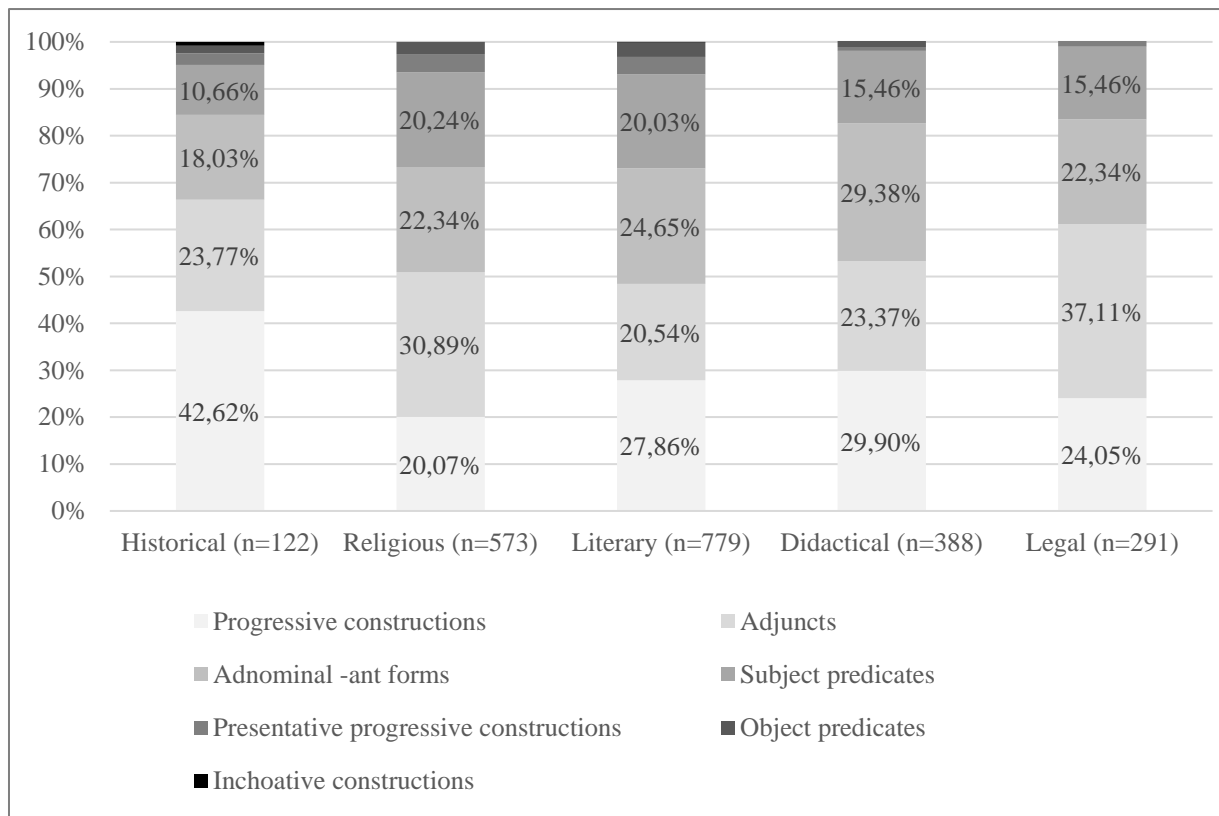 100%
90%
80%
70%
60%
50%
40%
30%
20%
10%
0%
10,66% 20,24% 20,03% 15,46% 15,46%
18,03% 22,34% 24,65% 29,38% 22,34%
23,77% 30,89% 20,54% 23,37% 37,11%
42,62% 20,07% 27,86% 29,90% 24,05%
Historical (n=122) Religious (n=573) Literary (n=779) Didactical (n=388) Legal (n=291)
Progressive constructions Adjuncts
Adnominal -ant forms Subject predicates
Presentative progressive constructions Object predicates
Inchoative constructions